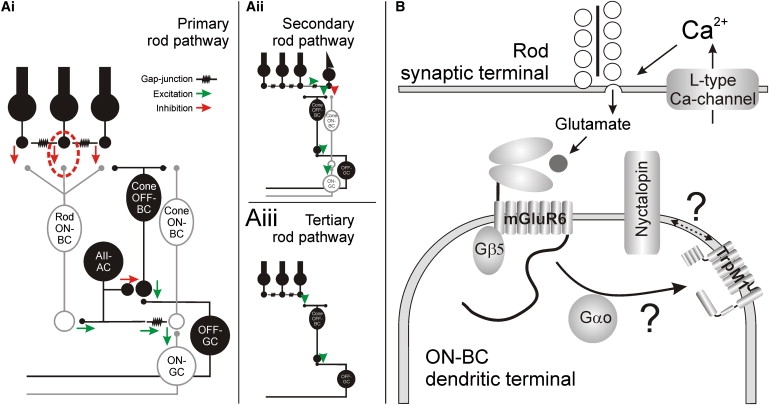 Ai
Primary
rod pathway
Gap-junction
Excitation
Inhibition
Rod
ON-
BC
Cone
OFF-
BC
Cone
ON-
BC
AII-
AC
OFF-
GC
ON-
GC
Aii
Secondary
rod pathway
Cone
OFF-
BC
Cone
ON-
BC
OFF-
GC
ON-
GC
Aiii
Tertiary
rod pathway
Cone
OFF-
BC
OFF-
GC
B
Rod
synaptic terminal
Ca2+
L-type
Ca-channel
Glutamate
mGluR6
Gβ5
Nyctalopin
?
TrpM1
Gαo
?
ON-BC
dendritic terminal